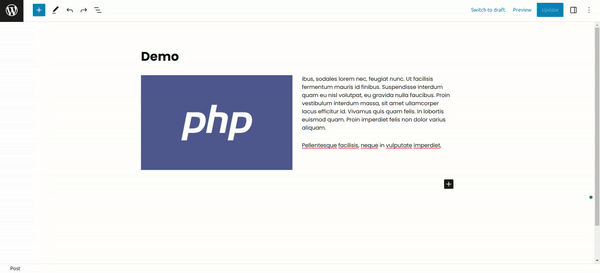 Switch to draft
Preview
Update
Demo
php
ibus, sodales lorem nec, feugiat nunc. Ut facilisis
fermentum mauris id finibus. Suspendisse interdum
quam eu nisl volutpat, eu gravida nulla faucibus. Proin
vestibulum interdum massa, sit amet ullamcorper
lacus efficitur id. Vivamus quis quam felis. In lobortis
euismod quam. Proin imperdiet felis non dolor varius
aliquam.
Pellentesque facilisis, neque in vulputate imperdiet.
Post